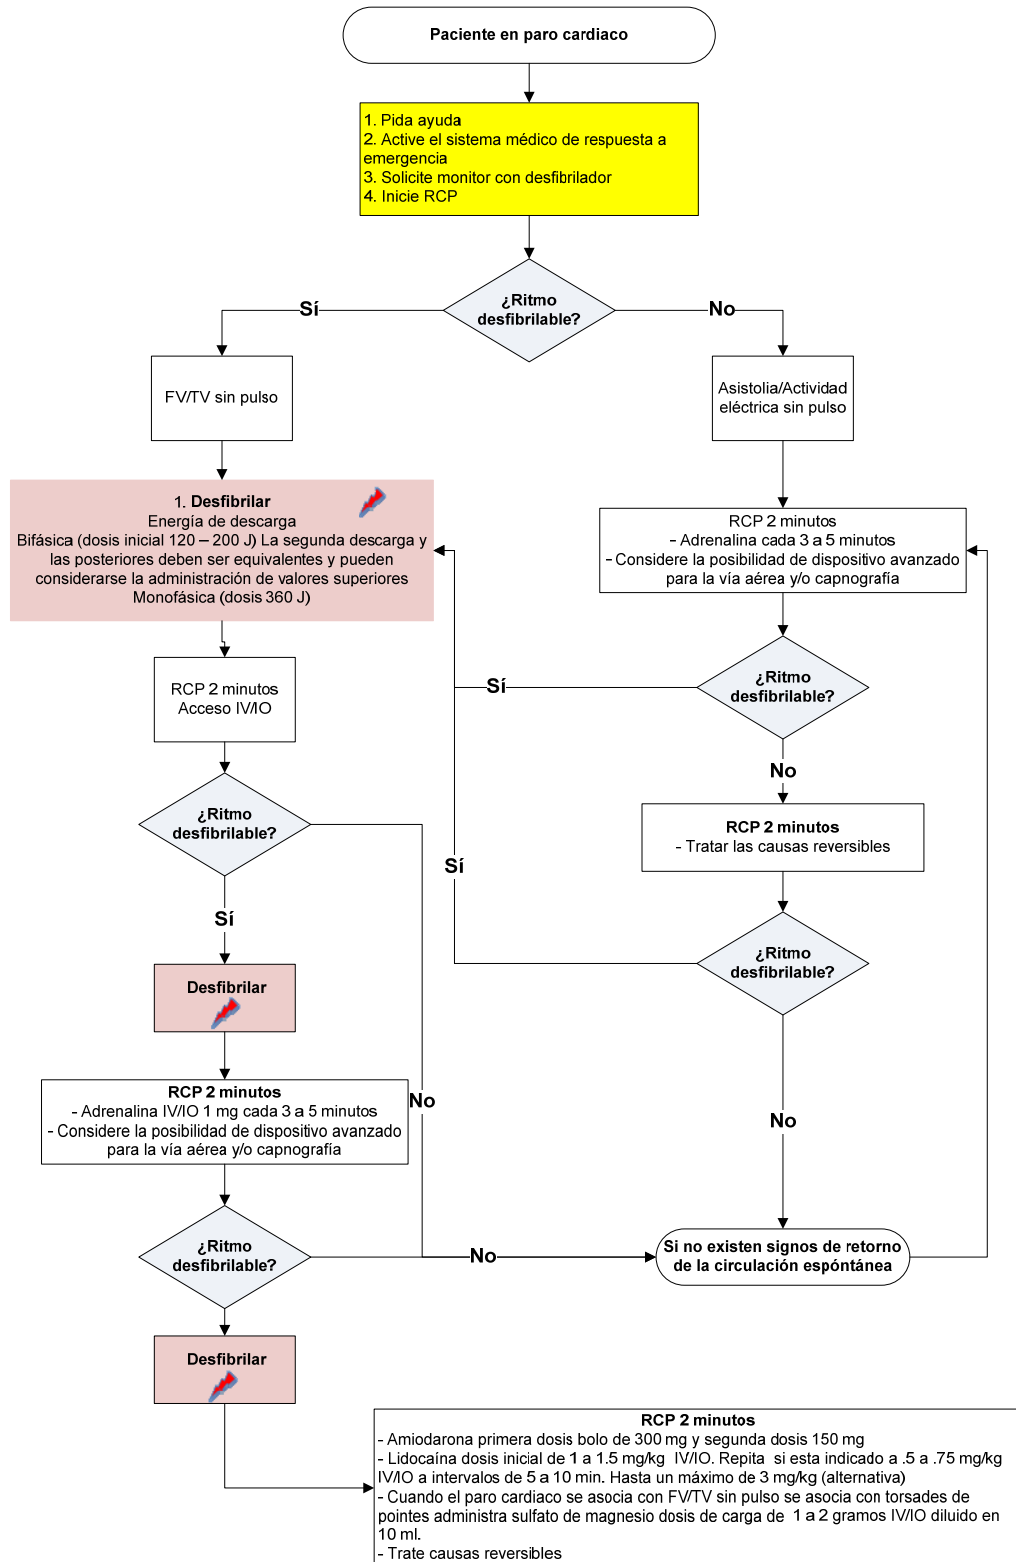 Paciente en paro cardiaco
1. Pida ayuda
2. Active el sistema médico de respuesta a
emergencia
3. Solicite monitor con desfibrilador
4. Inicie RCP
¿Ritmo
desfibrilable?
Sí
No
FV/TV sin pulso
Asistolia/Actividad
eléctrica sin pulso
1. Desfibrilar
Energía de descarga
Bifásica (dosis inicial 120 – 200 J) La segunda descarga y
las posteriores deben ser equivalentes y pueden
considerarse la administración de valores superiores
Monofásica (dosis 360 J)
RCP 2 minutos
- Adrenalina cada 3 a 5 minutos
- Considere la posibilidad de dispositivo avanzado
para la vía aérea y/o capnografía
RCP 2 minutos
Acceso IV/IO
¿Ritmo
desfibrilable?
Sí
No
¿Ritmo
desfibrilable?
RCP 2 minutos
- Tratar las causas reversibles
Sí
Sí
¿Ritmo
desfibrilable?
Desfibrilar
RCP 2 minutos
- Adrenalina IV/IO 1 mg cada 3 a 5 minutos
- Considere la posibilidad de dispositivo avanzado
para la vía aérea y/o capnografía
No
No
¿Ritmo
desfibrilable?
No
Si no existen signos de retorno
de la circulación espóntánea
Desfibrilar
RCP 2 minutos
- Amiodarona primera dosis bolo de 300 mg y segunda dosis 150 mg
- Lidocaína dosis inicial de 1 a 1.5 mg/kg IV/IO. Repita si esta indicado a .5 a .75 mg/kg
IV/IO a intervalos de 5 a 10 min. Hasta un máximo de 3 mg/kg (alternativa)
- Cuando el paro cardiaco se asocia con FV/TV sin pulso se asocia con torsades de
pointes administra sulfato de magnesio dosis de carga de 1 a 2 gramos IV/IO diluido en
10 ml.
- Trate causas reversibles